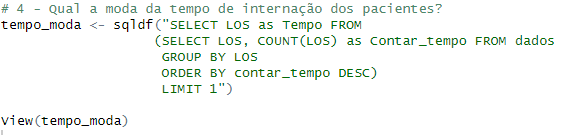 # 4 - Qual a moda da tempo de internação dos pacientes?
tempo_moda <- sqldf("SELECT LOS as Tempo FROM
(SELECT LOS, COUNT(LOS) as Contar_tempo FROM dados
GROUP BY LOS
ORDER BY contar_tempo DESC)
LIMIT 1")
View(tempo_moda)